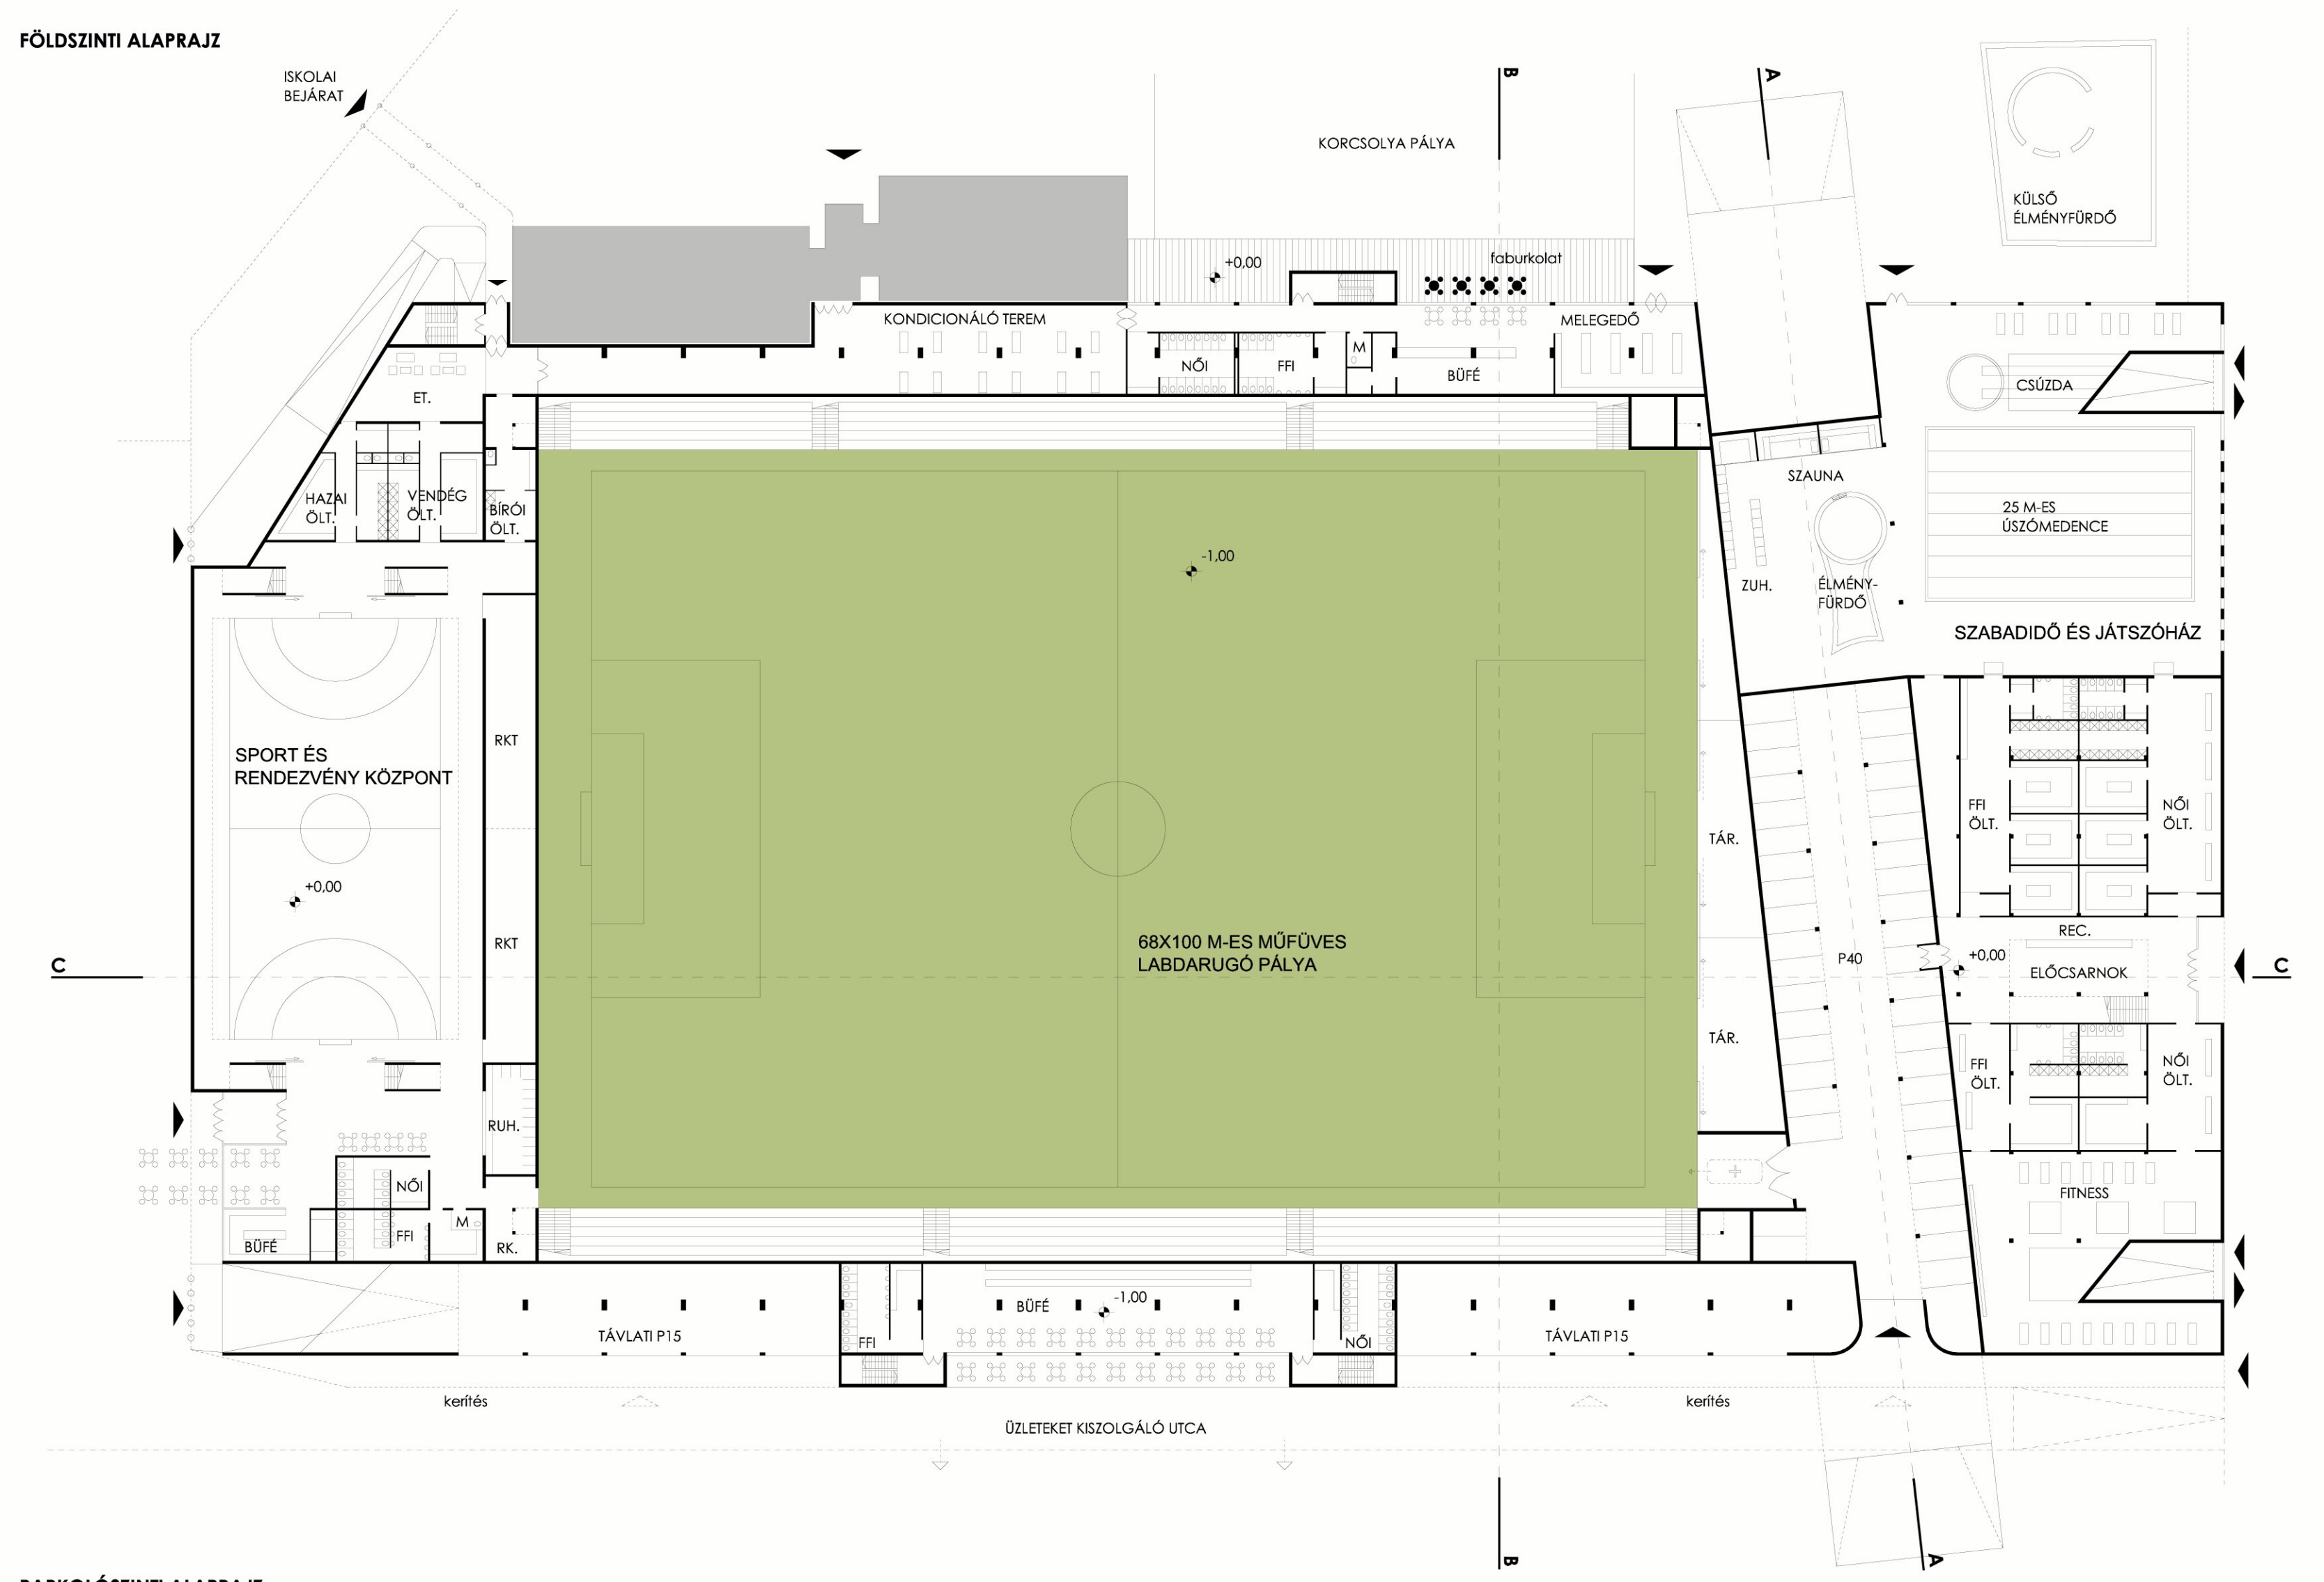 FÖLDSZINTI ALAPRAJZ
ISKOLAI
BEJÁRAT
B
A
KORCSOLYA PÁLYA
KÜLSŐ
ÉLMÉNYFÜRDŐ
+0,00
faburkolat
KONDICIONÁLÓ TEREM
MELEGEDŐ
NŐI
FFI
M
BÜFÉ
CSÚZDA
ET.
HAZAI
ÖLT.
VENDÉG
ÖLT.
BÍRÓI
ÖLT.
SZAUNA
25 M-ES
ÚSZÓMEDENCE
-1,00
ZUH.
ÉLMÉNY-
FÜRDŐ
SZABADIDŐ ÉS JÁTSZÓHÁZ
SPORT ÉS
RENDEZVÉNY KÖZPONT
RKT
TÁR.
FFI
ÖLT.
NŐI
ÖLT.
+0,00
RKT
68X100 M-ES MŰFÜVES
LABDARUGÓ PÁLYA
C
P40
REC.
+0,00
ELŐCSARNOK
C
TÁR.
FFI
ÖLT.
NŐI
ÖLT.
RUH.
NŐI
FFI
M
BÜFÉ
RK.
FITNESS
TÁVLATI P15
FFI
BÜFÉ
-1,00
NŐI
TÁVLATI P15
kerítés
kerítés
ÜZLETEKET KISZOLGÁLÓ UTCA
B
A
PARKOLÓSZINTI ALAPRAJZ